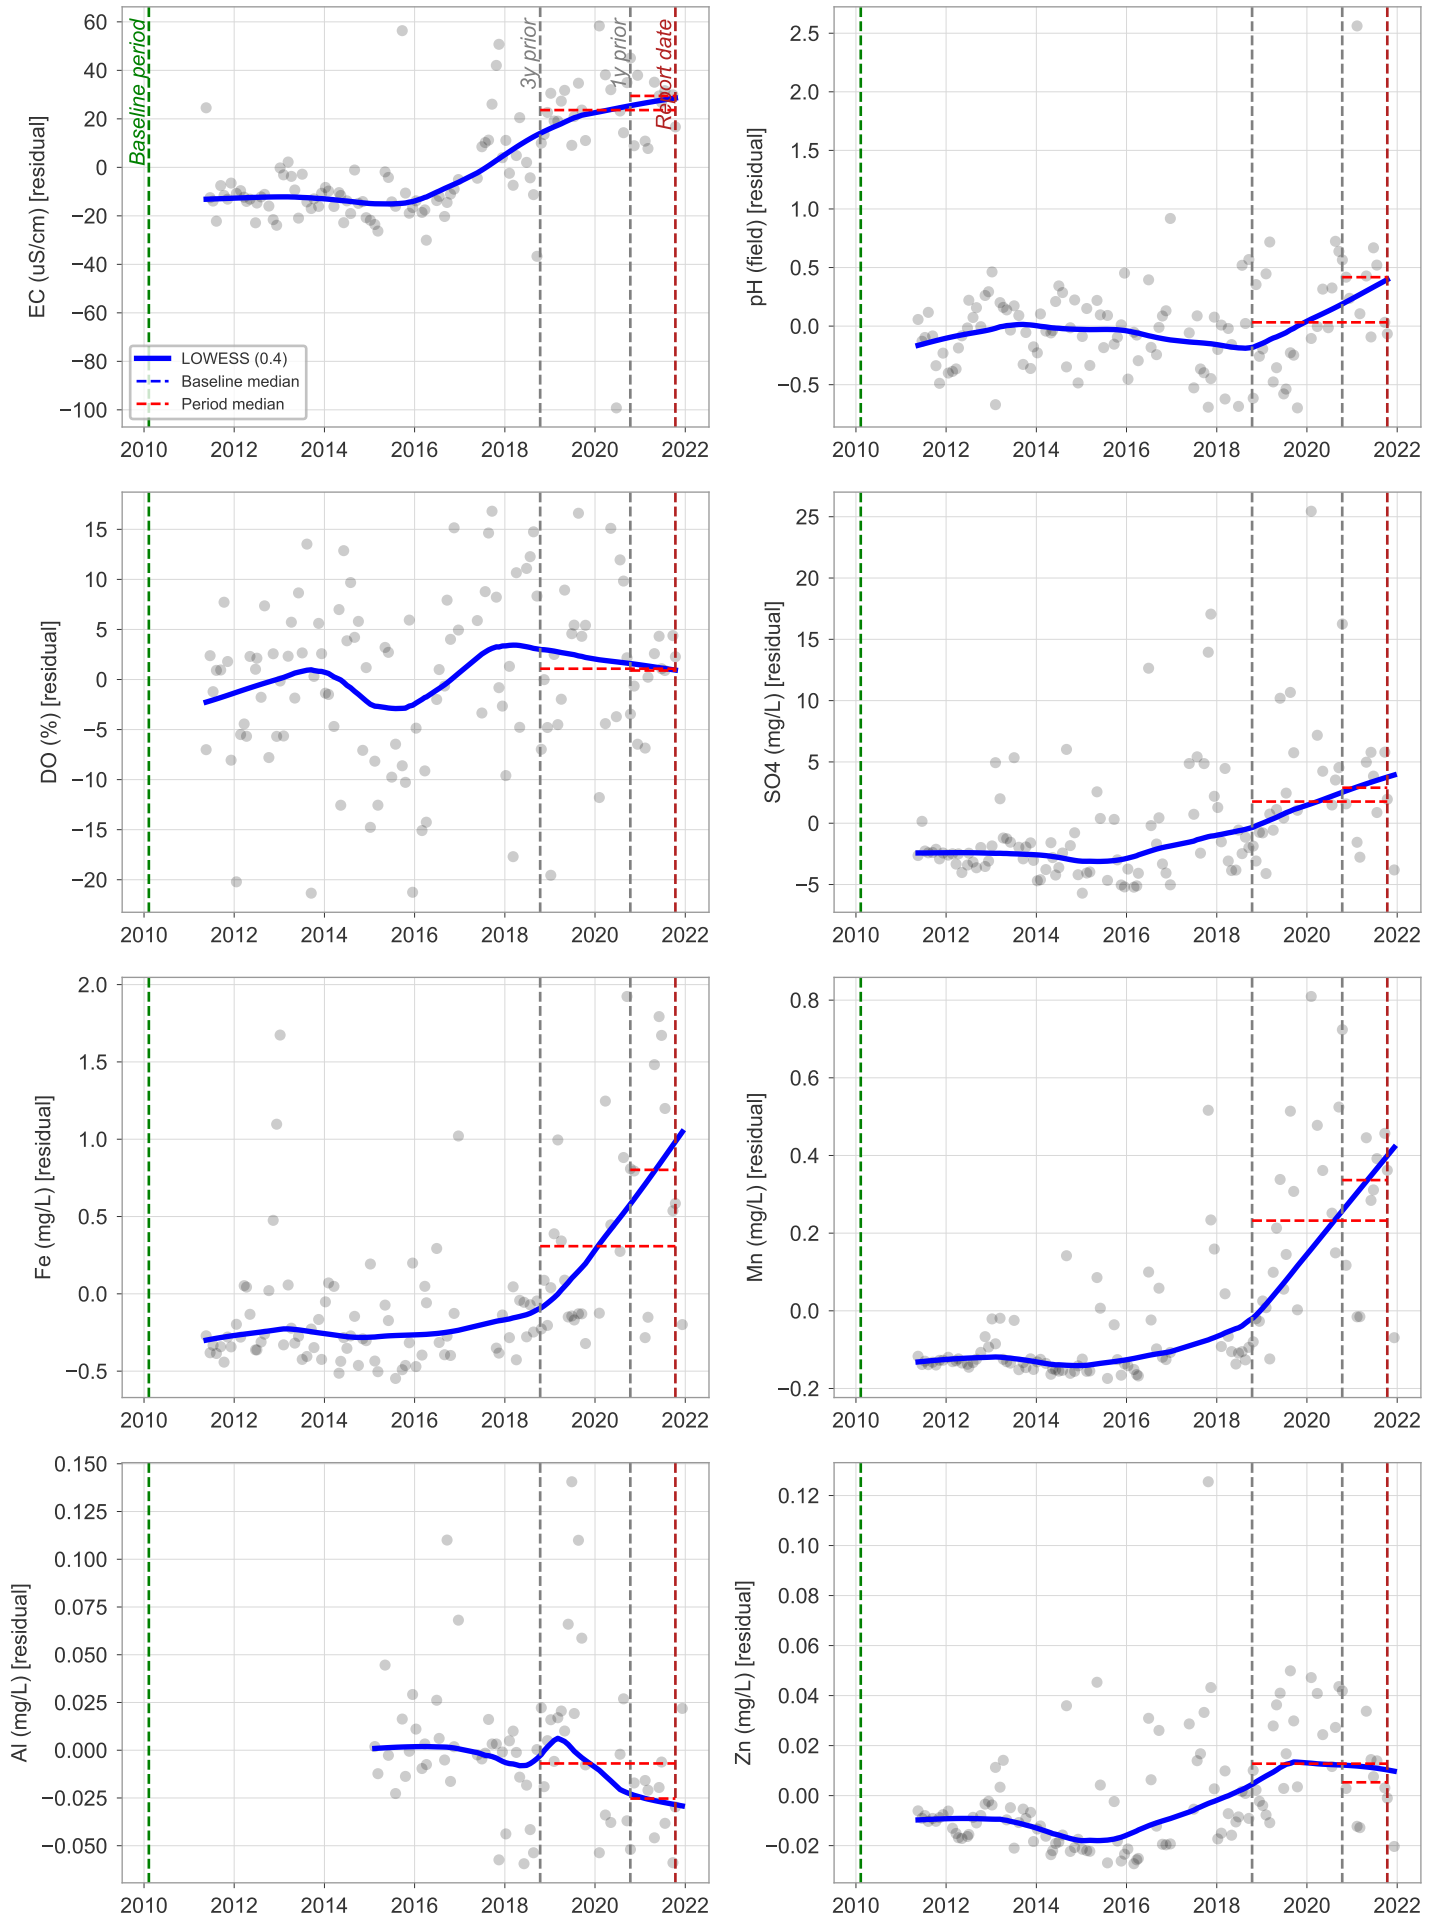 60
40
20
0
−20
−40
−60
−80
−100
EC (uS/cm) [residual]
Baseline period
3y prior
1y prior
Report date
LOWESS (0.4)
Baseline median
Period median
2010 2012 2014 2016 2018 2020 2022
2.5
2.0
1.5
1.0
0.5
0.0
−0.5
pH (field) [residual]
2010 2012 2014 2016 2018 2020 2022
15
10
5
0
−5
−10
−15
−20
DO (%) [residual]
2010 2012 2014 2016 2018 2020 2022
25
20
15
10
5
0
−5
SO4 (mg/L) [residual]
2010 2012 2014 2016 2018 2020 2022
2.0
1.5
1.0
0.5
0.0
−0.5
Fe (mg/L) [residual]
2010 2012 2014 2016 2018 2020 2022
0.8
0.6
0.4
0.2
0.0
−0.2
Mn (mg/L) [residual]
2010 2012 2014 2016 2018 2020 2022
0.150
0.125
0.100
0.075
0.050
0.025
0.000
−0.025
−0.050
Al (mg/L) [residual]
2010 2012 2014 2016 2018 2020 2022
0.12
0.10
0.08
0.06
0.04
0.02
0.00
−0.02
Zn (mg/L) [residual]
2010 2012 2014 2016 2018 2020 2022